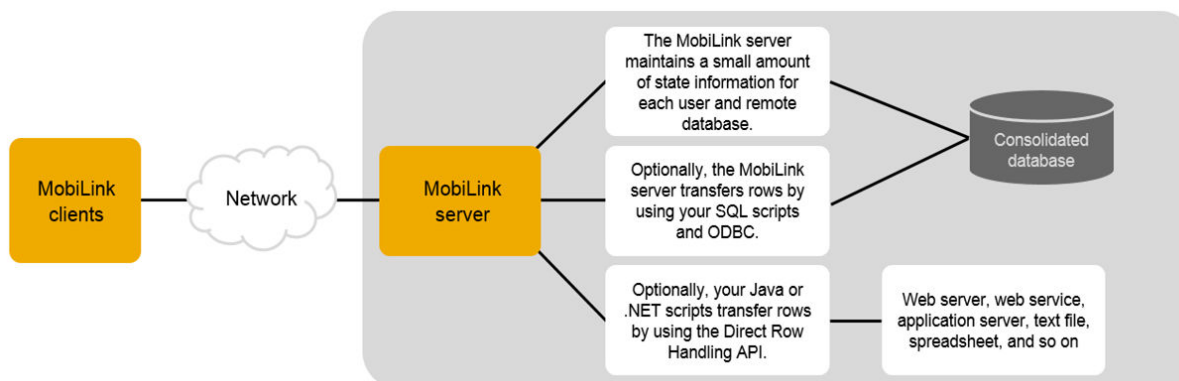 MobiLink
clients
Network
MobiLink
server
The MobiLink server
maintains a small amount
of state information for
each user and remote
database.
Optionally, the MobiLink
server transfers rows by
using your SQL scripts
and ODBC.
Optionally, your Java or
.NET scripts transfer rows
by using the Direct Row
Handling API.
Consolidated
database
Web server, web service,
application server, text file,
spreadsheet, and so on